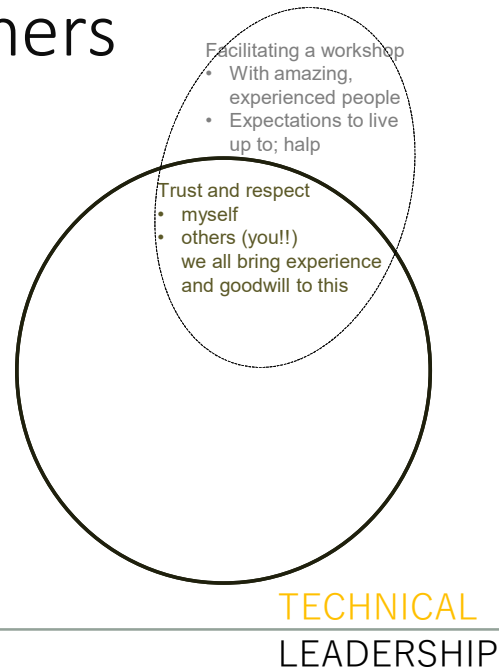 ners
Facilitating a workshop
• With amazing,
experienced people
• Expectations to live
up to; halp
Trust and respect
• myself
• others (you!!)
we all bring experience
and goodwill to this
TECHNICAL
LEADERSHIP